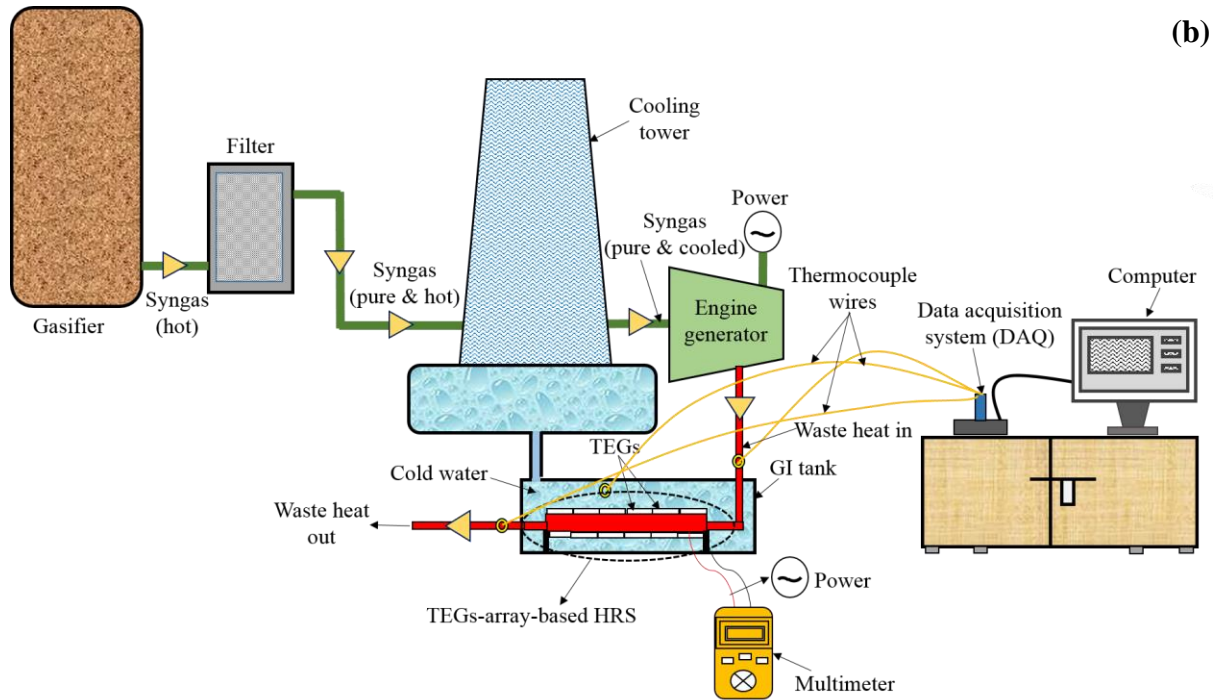 (b)
Cooling
tower
Filter
Power
Syngas
(pure & cooled)
Thermocouple
wires
Computer
Syngas
(pure & hot)
Data acquisition
system (DAQ)
Engine
generator
Gasifier
Syngas
(hot)
Waste heat in
TEGs
GI tank
Cold water
Waste heat
out
Power
TEGs-array-based HRS
Multimeter